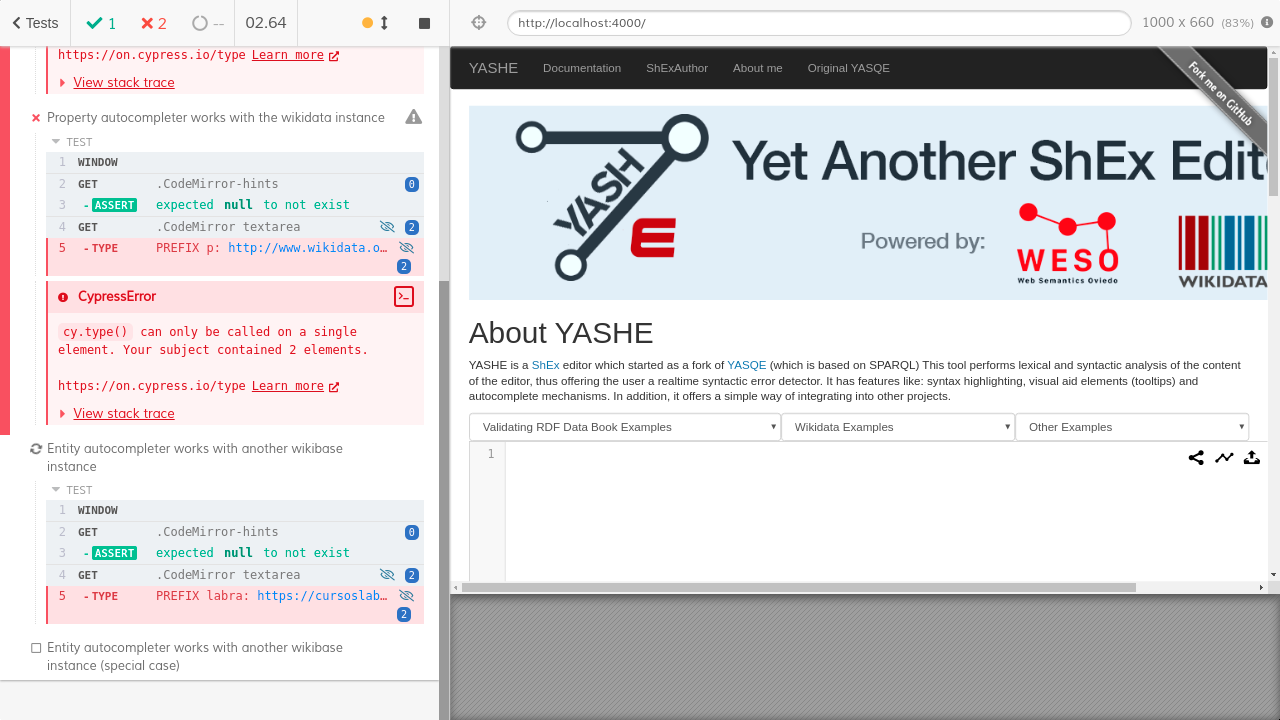 Tests
1
2
--
02.64
http://localhost:4000/
1000 x 660 (83%)
https://on.cypress.io/type Learn more
View stack trace
Property autocompleter works with the wikidata instance
TEST
1 WINDOW
2 GET .CodeMirror-hints 0
3 - ASSERT expected null to not exist
4 GET .CodeMirror textarea 2
5 - TYPE PREFIX p: http://www.wikidata.o…
2
CypressError
cy.type() can only be called on a single
element. Your subject contained 2 elements.
https://on.cypress.io/type Learn more
View stack trace
Entity autocompleter works with another wikibase
instance
TEST
1 WINDOW
2 GET .CodeMirror-hints 0
3 - ASSERT expected null to not exist
4 GET .CodeMirror textarea 2
5 - TYPE PREFIX labra: https://cursoslab…
2
Entity autocompleter works with another wikibase
instance (special case)
YASHE Documentation ShExAuthor About me Original YASQE
Fork me on GitHub
YASH
E
Yet Another ShEx Edit
Powered by:
WESO
Web Semantics Oviedo
WIKIDATA
About YASHE
YASHE is a ShEx editor which started as a fork of YASQE (which is based on SPARQL) This tool performs lexical and syntactic analysis of the content
of the editor, thus offering the user a realtime syntactic error detector. It has features like: syntax highlighting, visual aid elements (tooltips) and
autocomplete mechanisms. In addition, it offers a simple way of integrating into other projects.
Validating RDF Data Book Examples Wikidata Examples Other Examples
1